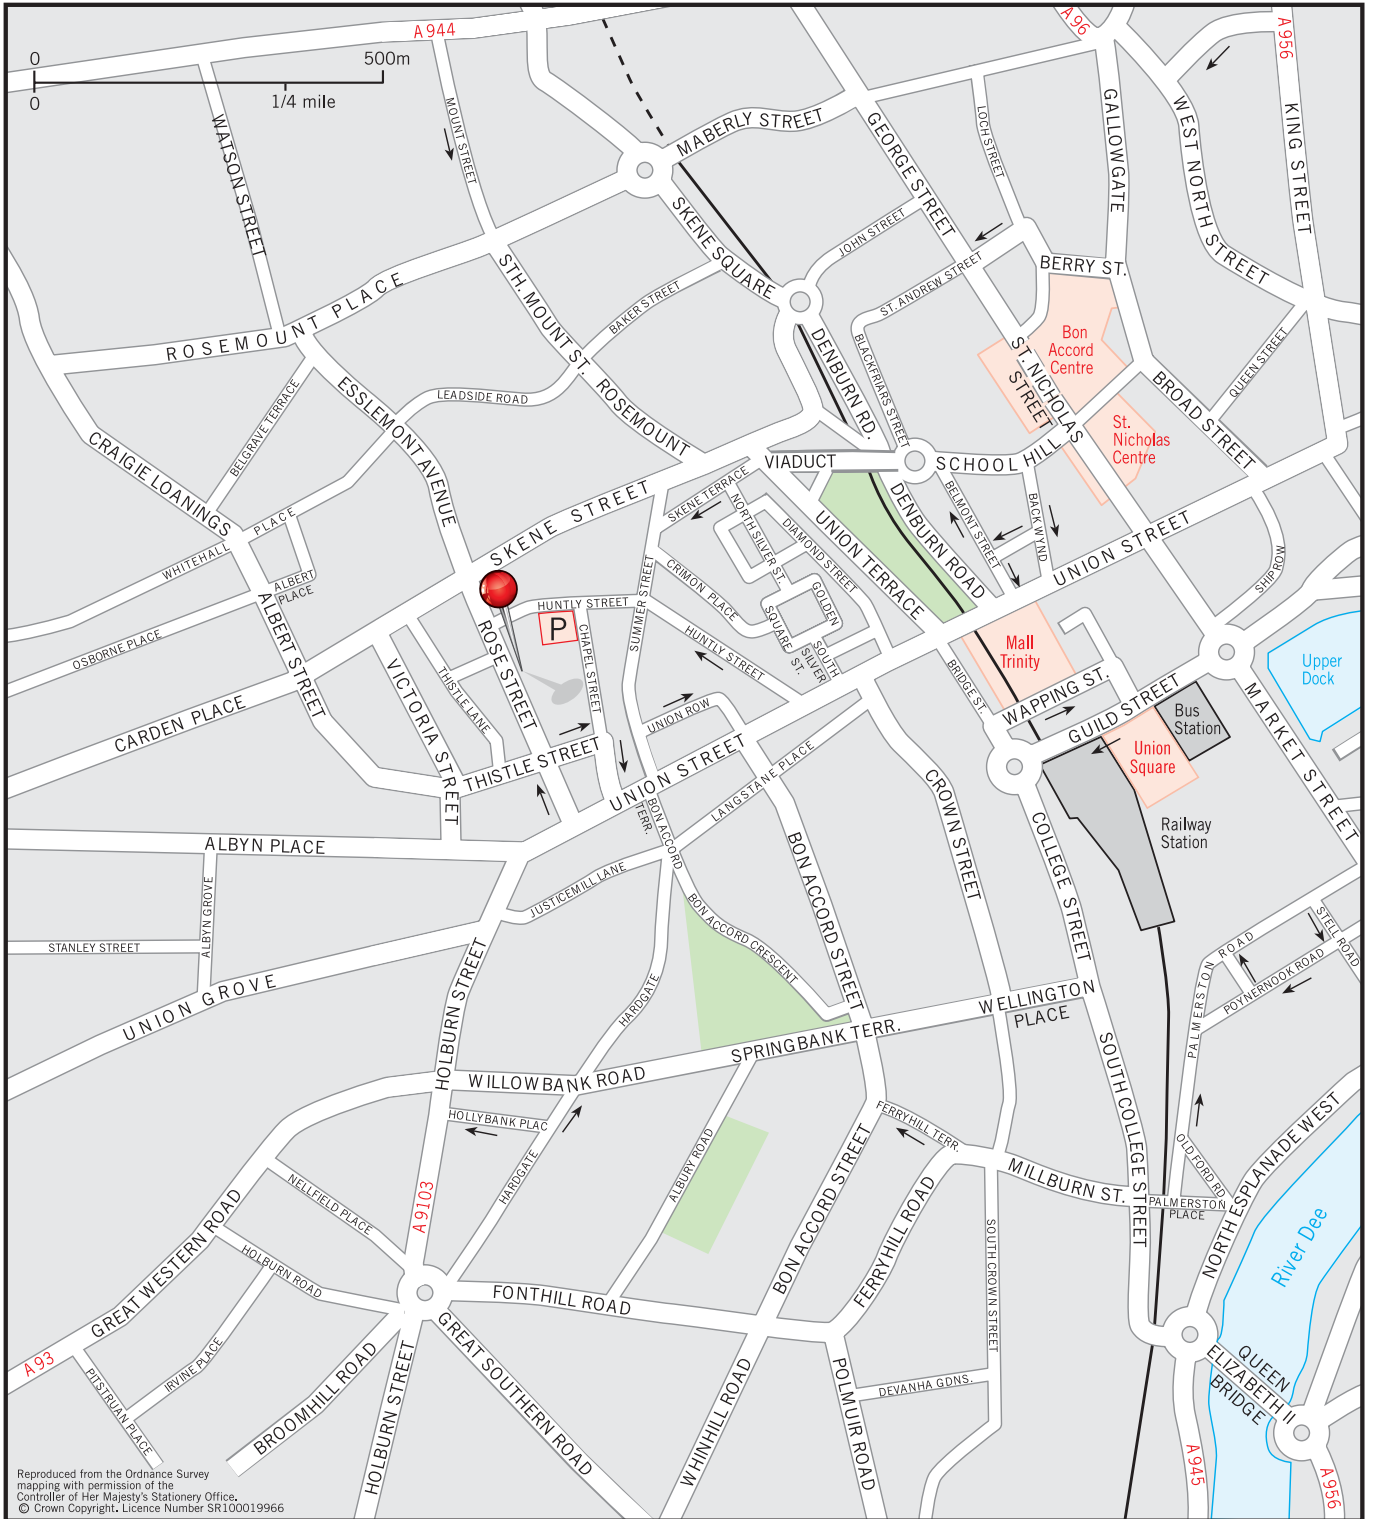 A 944
A 96
A 956
0
500m
0
1/4 mile
MOUNT STREET
WATSON STREET
MABERLY STREET
GEORGE STREET
LOCH STREET
GALLOWGATE
WEST NORTH STREET
KING STREET
SKENE SQUARE
JOHN STREET
STH. MOUNT ST.
BAKER STREET
ST. ANDREW STREET
BERRY ST.
ROSEMOUNT PLACE
DENBURN RD.
BLACKFRIARS STREET
Bon
Accord
Centre
ST. NICHOLAS
STREET
QUEEN STREET
ESSLEMONT AVENUE
LEADSIDE ROAD
ROSEMOUNT
VIADUCT
BELGRAVE TERRACE
BROAD STREET
St.
Nicholas
Centre
CRAIGIE LOANINGS
SCHOOL HILL
SKENE STREET
SKENE TERRACE
BELMONT STREET
BACK WYND
WHITEHALL PLACE
NORTH SILVER ST.
DIAMOND STREET
UNION TERRACE
DENBURN ROAD
UNION STREET
SHIP ROW
ALBERT
PLACE
ALBERT STREET
OSBORNE PLACE
HUNTLY STREET
P
SUMMER STREET
CRIMON PLACE
GOLDEN
SQUARE
SOUTH
SILVER
ST.
CHAPEL STREET
HUNTLY STREET
ROSE STREET
VICTORIA STREET
THISTLE LANE
Mall
Trinity
BRIDGE ST.
WAPPING ST.
Upper
Dock
CARDEN PLACE
UNION ROW
GUILD STREET
Bus
Station
MARKET STREET
Union
Square
THISTLE STREET
UNION STREET
LANGSTANE PLACE
CROWN STREET
COLLEGE STREET
Railway
Station
ALBYN PLACE
BON ACCORD
TERR.
BON ACCORD STREET
JUSTICEMILL LANE
ALBYN GROVE
STANLEY STREET
BON ACCORD CRESCENT
STELL ROAD
PALMERSTON ROAD
POYNERNOOK ROAD
UNION GROVE
HOLBURN STREET
HARDGATE
WELLINGTON
PLACE
SPRINGBANK TERR.
WILLOWBANK ROAD
SOUTH COLLEGE STREET
HOLLYBANK PLAC
FERRYHILL TERR.
HARDGATE
ALBURY ROAD
BON ACCORD STREET
FERRYHILL ROAD
MILLBURN ST.
OLD FORD RD
PALMERSTON
PLACE
NORTH ESPLANADE WEST
River Dee
NELLFIELD PLACE
A 9103
GREAT WESTERN ROAD
HOLBURN ROAD
SOUTH CROWN STREET
FONTHILL ROAD
A 93
IRVINE PLACE
PITSTRUAN PLACE
BROOMHILL ROAD
HOLBURN STREET
GREAT SOUTHERN ROAD
WHINHILL ROAD
POLMUIR ROAD
DEVANHA GDNS.
QUEEN
ELIZABETH II
BRIDGE
A 945
A 956
Reproduced from the Ordnance Survey
mapping with permission of the
Controller of Her Majesty's Stationery Office.
© Crown Copyright. Licence Number SR100019966